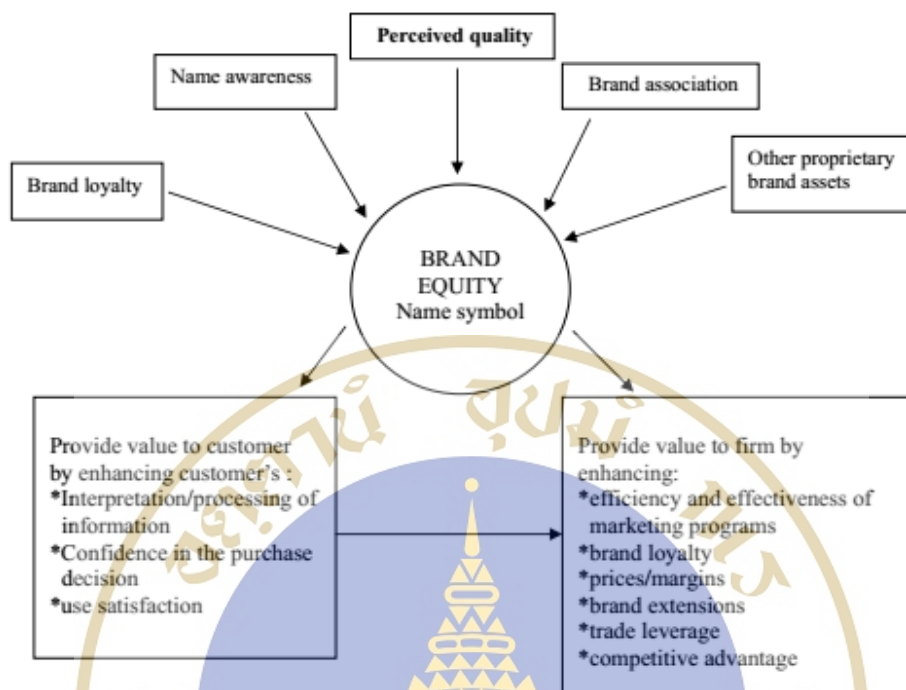 Perceived quality
Name awareness
Brand association
Brand loyalty
Other proprietary
brand assets
BRAND
EQUITY
Name symbol
Provide value to customer
by enhancing customer's :
*Interpretation/processing of
information
*Confidence in the purchase
decision
*use satisfaction
Provide value to firm by
enhancing:
*efficiency and effectiveness of
marketing programs
*brand loyalty
*prices/margins
*brand extensions
*trade leverage
*competitive advantage